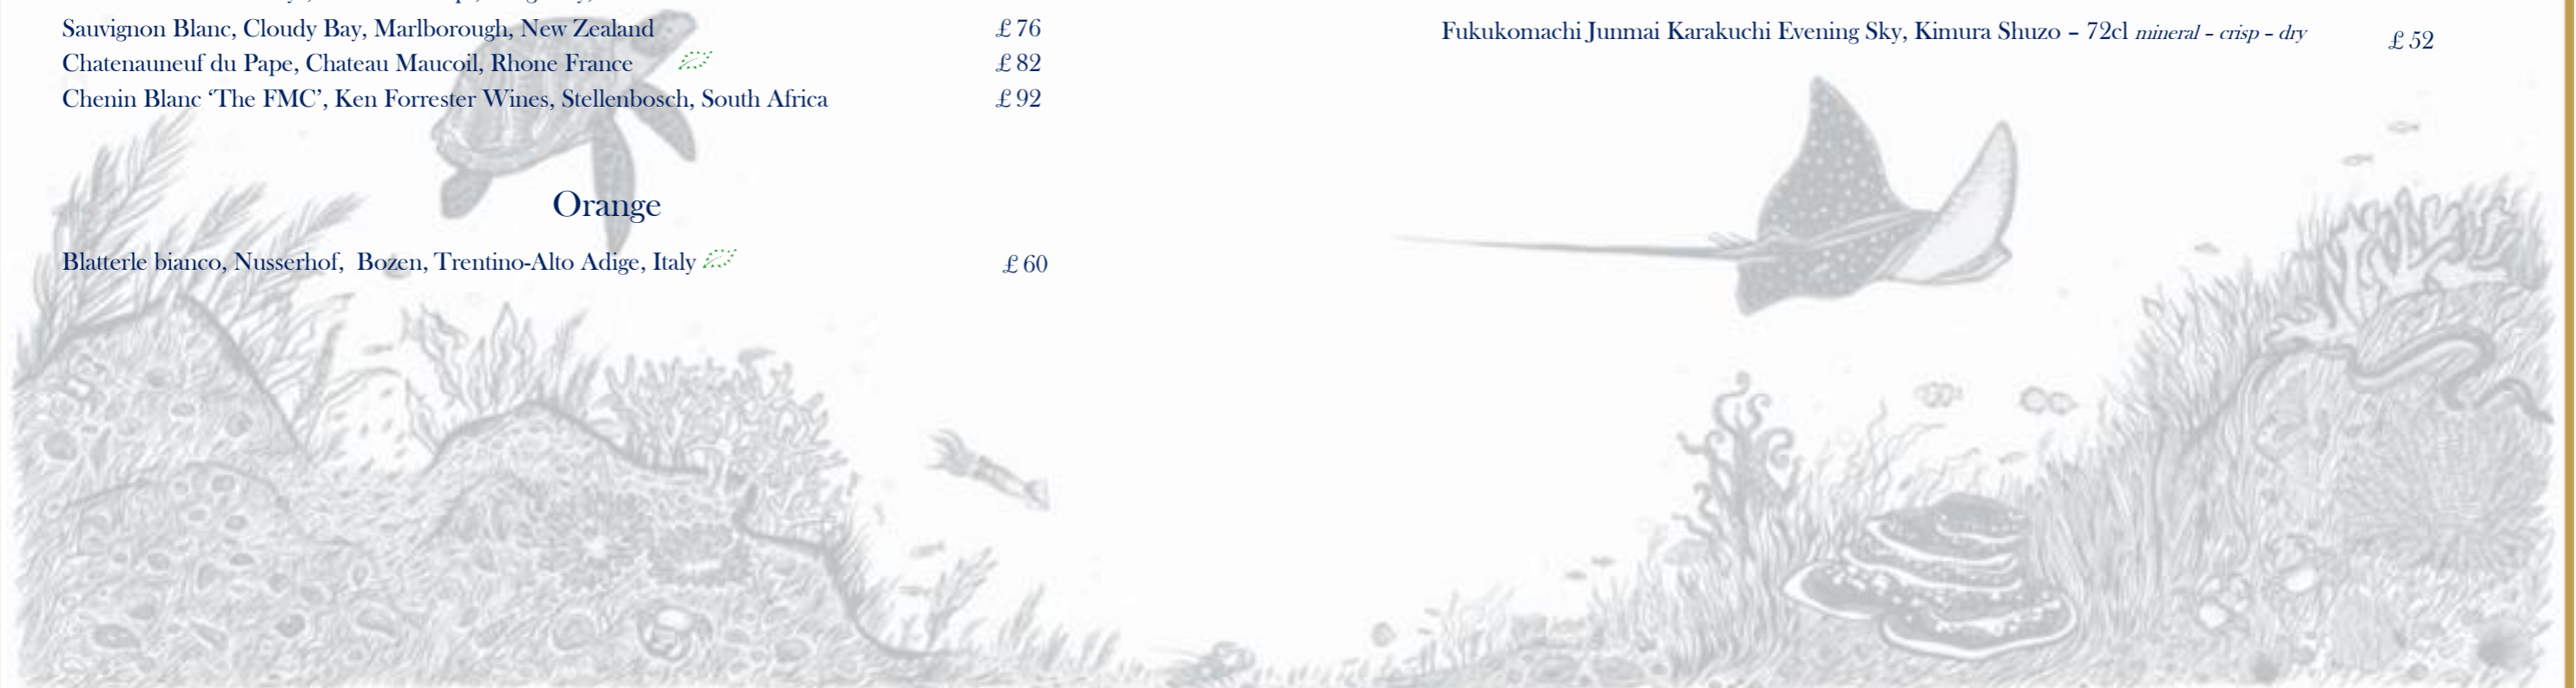 Sauvignon Blanc, Cloudy Bay, Marlborough, New Zealand £76
Chatenauneuf du Pape, Chateau Maucoil, Rhone France £82
Chenin Blanc ‘The FMC’, Ken Forrester Wines, Stellenbosch, South Africa £92
Orange
Blatterle bianco, Nusserhof, Bozen, Trentino-Alto Adige, Italy £60
Fukukomachi Junmai Karakuchi Evening Sky, Kimura Shuzo – 72cl mineral – crisp – dry £52